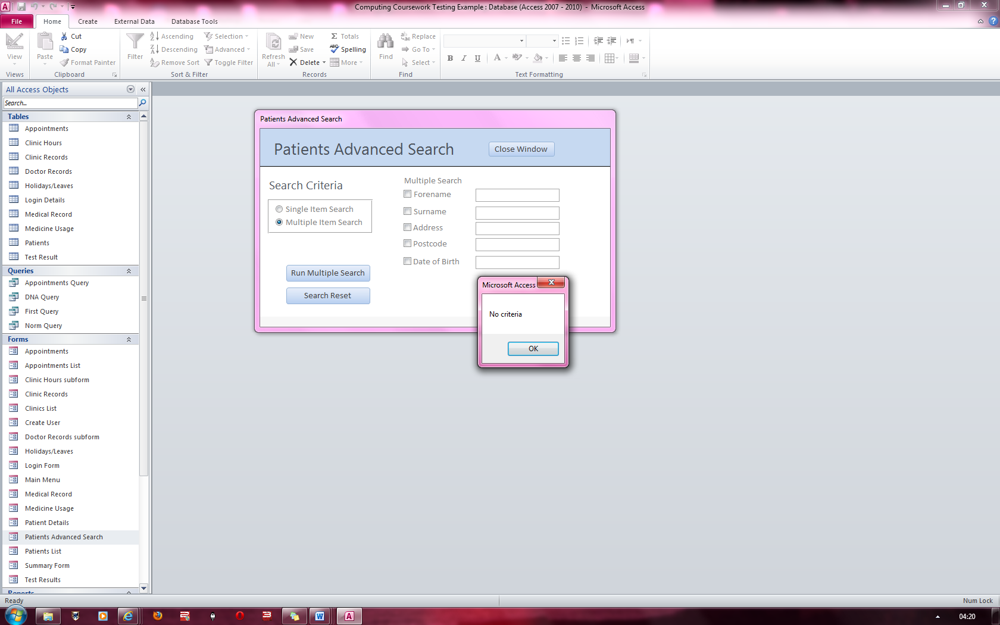 Computing Coursework Testing Example : Database (Access 2007 - 2010) - Microsoft Access
File Home Create External Data Database Tools
View
Views
Paste
Cut
Copy
Format Painter
Clipboard
Filter
Ascending
Descending
Remove Sort
Selection
Advanced
Toggle Filter
Sort & Filter
Refresh
All
New
Save
Delete
Totals
Spelling
More
Records
Find
Replace
Go To
Select
Find
B I U A
Text Formatting
All Access Objects
Search...
Tables
Appointments
Clinic Hours
Clinic Records
Doctor Records
Holidays/Leaves
Login Details
Medical Record
Medicine Usage
Patients
Test Result
Queries
Appointments Query
DNA Query
First Query
Norm Query
Forms
Appointments
Appointments List
Clinic Hours subform
Clinic Records
Clinics List
Create User
Doctor Records subform
Holidays/Leaves
Login Form
Main Menu
Medical Record
Medicine Usage
Patient Details
Patients Advanced Search
Patients List
Summary Form
Test Results
Reports
Patients Advanced Search
Patients Advanced Search
Close Window
Search Criteria
Single Item Search
Multiple Item Search
Run Multiple Search
Search Reset
Multiple Search
Forename
Surname
Address
Postcode
Date of Birth
Microsoft Access
No criteria
OK
Ready
Num Lock
04:20